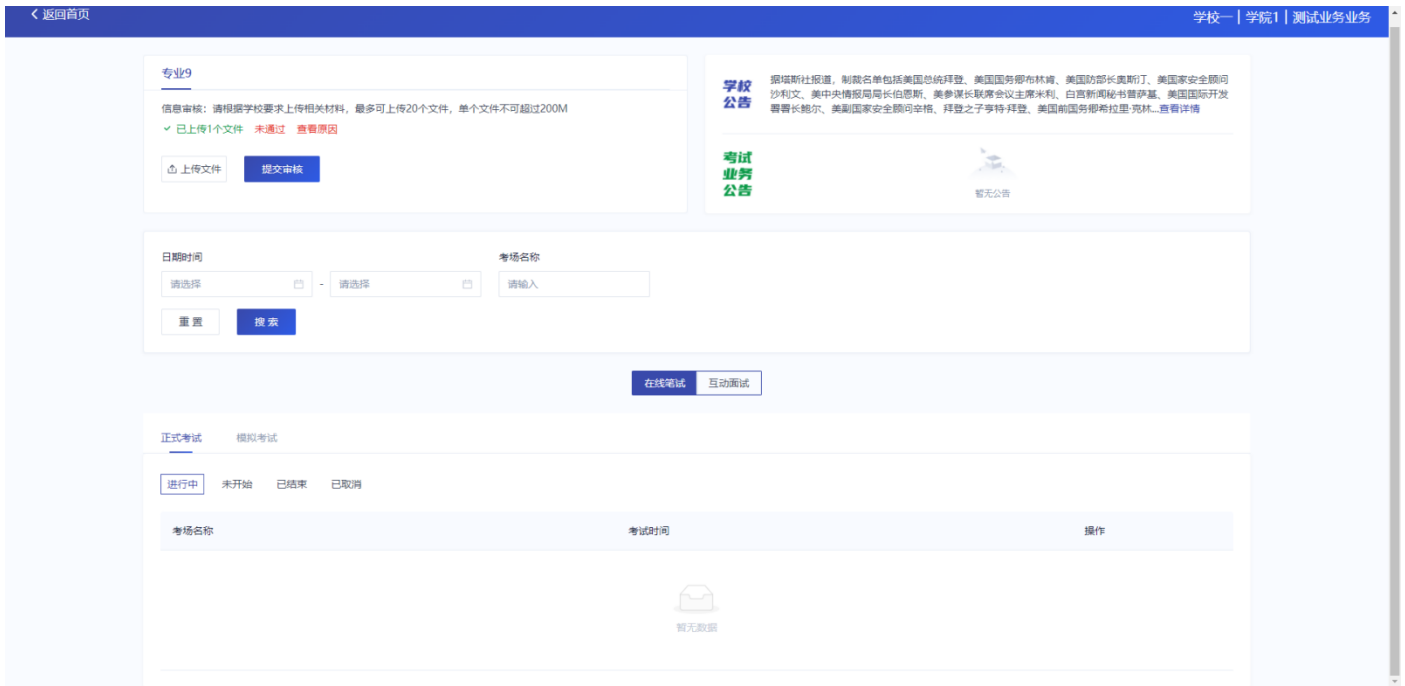 返回首页
学校一 | 学院1 | 测试业务业务
专业9
信息审核：请根据学校要求上传相关材料，最多可上传20个文件，单个文件不可超过200M
已上传1个文件 未通过 查看原因
上传文件 提交审核
学校
公告
据塔斯社报道，制裁名单包括美国总统拜登、美国国务卿布林肯、美国防部长奥斯汀、美国家安全顾问
沙利文、美中央情报局局长伯恩斯、美参谋长联席会议主席米利、白宫新闻秘书普萨基、美国国际开发
署署长鲍尔、美副国家安全顾问辛格、拜登之子亨特·拜登、美国前国务卿希拉里·克林...查看详情
考试
业务
公告
暂无公告
日期时间 考场名称
请选择 - 请选择 请输入
重置 搜索
在线笔试 互动面试
正式考试 模拟考试
进行中 未开始 已结束 已取消
考场名称 考试时间 操作
暂无数据